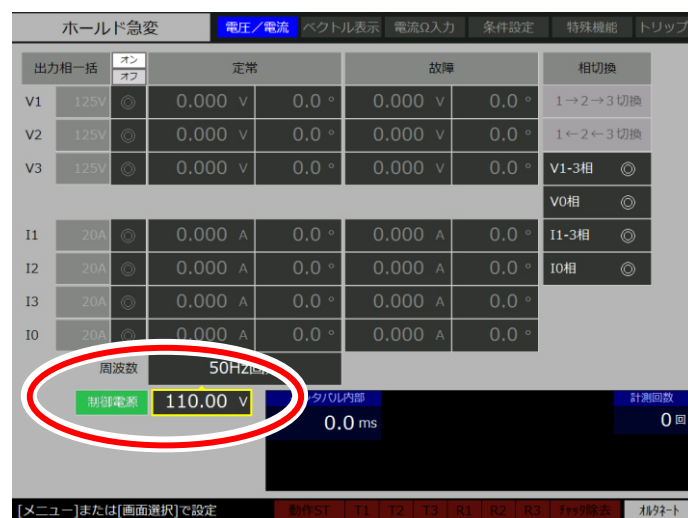 ホールド急変 電圧／電流 ベクトル表示 電流Ω入力 条件設定 特殊機能 トリップ
出力相一括 オン オフ 定常 故障 相切換
V1 125V ◎ 0.000 V 0.0 ° 0.000 V 0.0 ° 1→2→3切換
V2 125V ◎ 0.000 V 0.0 ° 0.000 V 0.0 ° 1←2←3切換
V3 125V ◎ 0.000 V 0.0 ° 0.000 V 0.0 ° V1-3相 ◎
V0相 ◎
I1 20A ◎ 0.000 A 0.0 ° 0.000 A 0.0 ° I1-3相 ◎
I2 20A ◎ 0.000 A 0.0 ° 0.000 A 0.0 ° I0相 ◎
I3 20A ◎ 0.000 A 0.0 ° 0.000 A 0.0 °
I0 20A ◎ 0.000 A 0.0 ° 0.000 A 0.0 °
周波数 50Hz
制御電源 110.00 V タバル内部 計測回数
0.0 ms 0 回
[メニュー]または[画面選択]で設定 動作ST T1 T2 T3 R1 R2 R3 チャタ除去 オルタネート